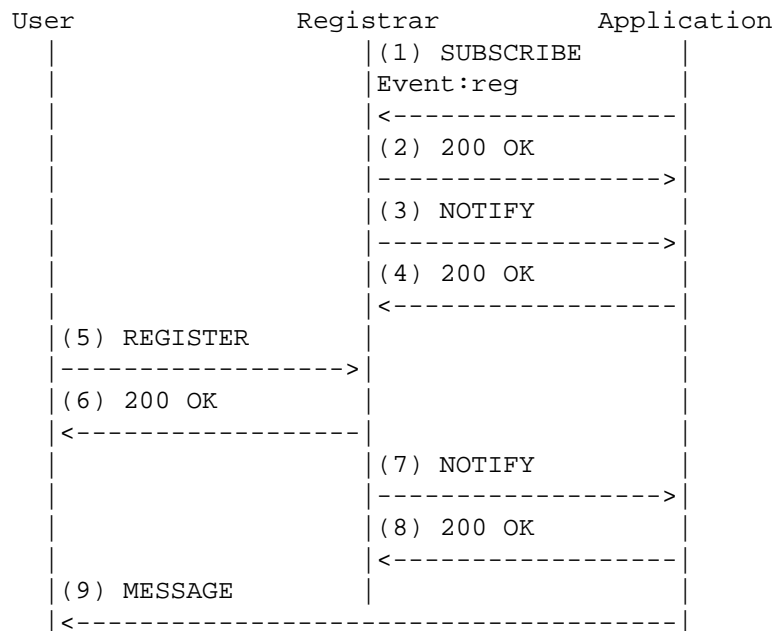 User Registrar Application
(1) SUBSCRIBE
Event:reg
(2) 200 OK
(3) NOTIFY
(4) 200 OK
(5) REGISTER
(6) 200 OK
(7) NOTIFY
(8) 200 OK
(9) MESSAGE